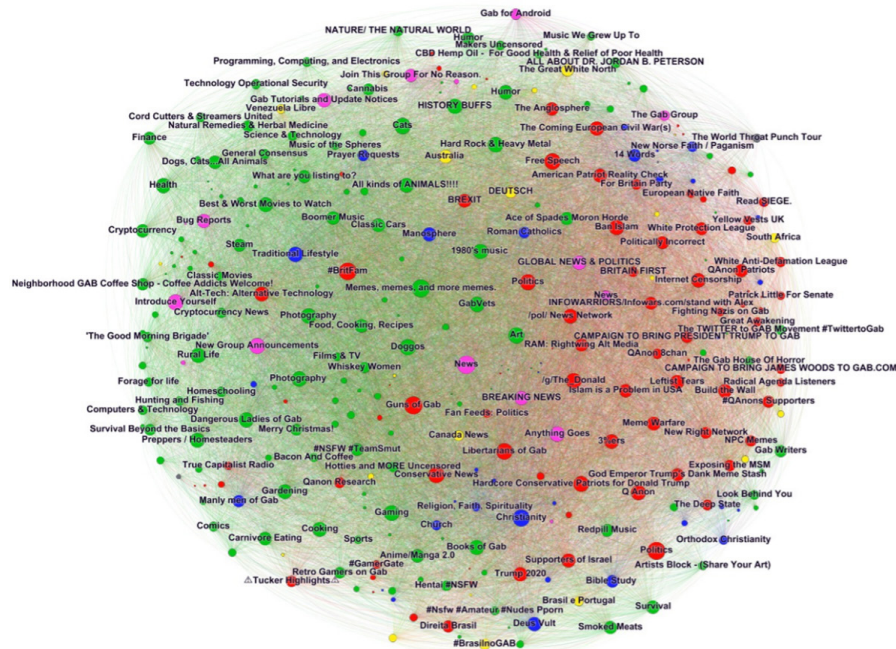 Gab for Android
NATURE/ THE NATURAL WORLD
Humor
Music We Grew Up To
Makers Uncensored
CBD Hemp Oil - For Good Health & Relief of Poor Health
Programming, Computing, and Electronics
ALL ABOUT DR. JORDAN B. PETERSON
The Great White North
Join This Group For No Reason.
Technology Operational Security
Cannabis
Humor
Gab Tutorials and Update Notices
HISTORY BUFFS
The Anglosphere
Venezuela Libre
Cord Cutters & Streamers United
The Gab Group
Natural Remedies & Herbal Medicine
Cats
The Coming European Civil War(s)
Finance
Science & Technology
The World Threat Punch Tour
Music of the Spheres
Hard Rock & Heavy Metal
New Norse Faith / Paganism
General Consensus
Prayer Requests
Australia
Free Speech
14 Words
Dogs, Cats...All Animals
American Patriot Reality Check
What are you listing to?
For Britain Party
Health
All kinds of ANIMALS!!!!
DEUTSCH
European Native Faith
Best & Worst Movies to Watch
BREXIT
Read SIEGE.
Boomer Music
Ace of Spades Moron Horde
Yellow Vests UK
Bug Reports
Classic Cars
Ban Islam
White Protection League
Cryptocurrency
Manosphere
Roman Catholics
Politically Incorrect
South Africa
Steam
1980's music
Traditional Lifestyle
GLOBAL NEWS & POLITICS
White Anti-Defamation League
#BritFam
BRITAIN FIRST
QAnon Patriots
Classic Movies
Politics
Internet Censorship
Neighborhood GAB Coffee Shop - Coffee Addicts Welcome!
Memes, memes, and more memes.
Alt-Tech: Alternative Technology
News
Patrick Little For Senate
Introduce Yourself
INFOWARRIORS/Infowars.com/stand with Alex
GabVets
Cryptocurrency News
Photography
/pol/ News Network
Fighting Nazis on Gab
Great Awakening
Food, Cooking, Recipes
The TWITTER to GAB Movement #TwittertoGab
'The Good Morning Brigade'
Art
CAMPAIGN TO BRING PRESIDENT TRUMP TO GAB
New Group Announcements
Doggos
RAM: Rightwing Alt Media
Rural Life
Films & TV
QAnon 8chan
The Gab House Of Horror
Whiskey Women
News
CAMPAIGN TO BRING JAMES WOODS TO GAB.COM
Forage for life
Photography
/g/The_Donald
Leftist Tears
Radical Agenda Listeners
Homeschooling
Islam is a Problem in USA
Build the Wall
Hunting and Fishing
BREAKING NEWS
#QAnons Supporters
Computers & Technology
Guns of Gab
Dangerous Ladies of Gab
Fan Feeds: Politics
Meme Warfare
Survival Beyond the Basics
Merry Christmas!
Canada News
Anything Goes
New Right Network
Preppers / Homesteaders
#NSFW #TeamSmut
3%ers
NPC Memes
Bacon And Coffee
Libertarians of Gab
Gab Writers
True Capitalist Radio
Hotties and MORE Uncensored
Exposing the MSM
Conservative News
God Emperor Trump's Dank Meme Stash
Qanon Research
Hardcore Conservative Patriots for Donald Trump
Gardening
Q Anon
Look Behind You
Manly men of Gab
Religion, Faith, Spirituality
The Deep State
Gaming
Christianity
Comics
Cooking
Church
Redpill Music
Orthodox Christianity
Carnivore Eating
Sports
Books of Gab
Politics
Anime/Manga 2.0
Supporters of Israel
Artists Block - (Share Your Art)
#GamerGate
Retro Gamers on Gab
Trump 2020
⚠Tucker Highlights⚠
Hentai #NSFW
Bible Study
Brasil e Portugal
#Nsfw #Amateur #Nudes Pporn
Survival
Direita Brasil
Deus Vult
Smoked Meats
#BrasilnoGAB